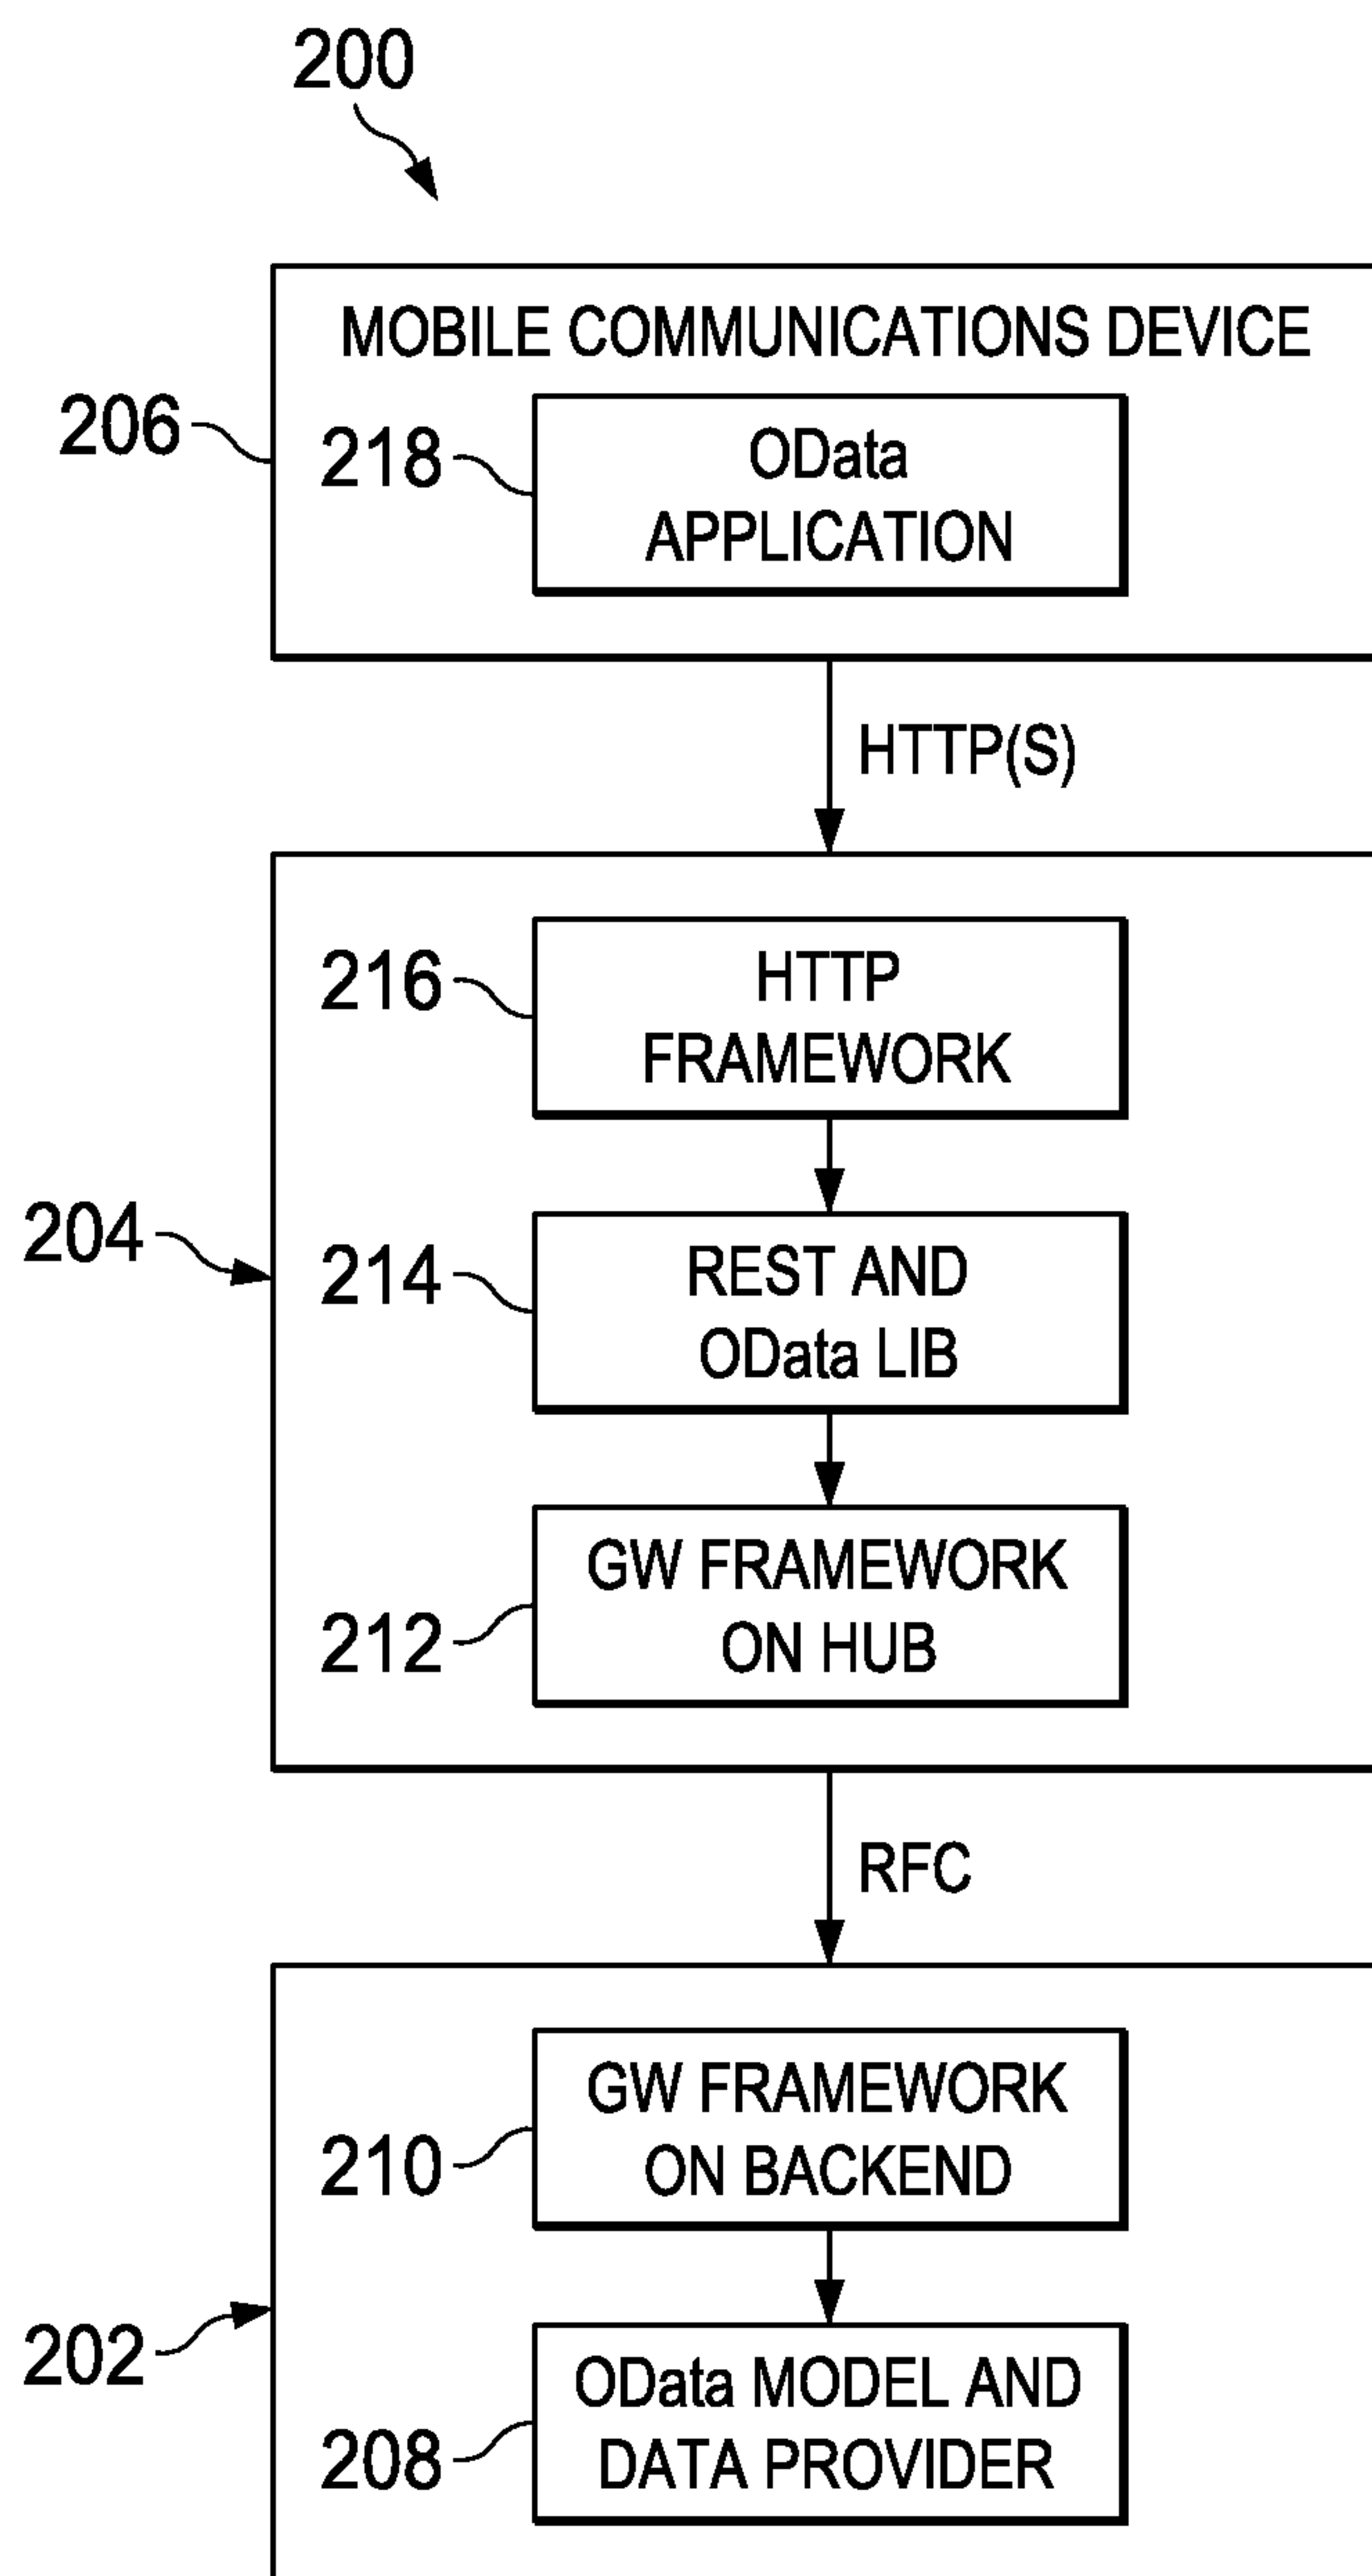 200
MOBILE COMMUNICATIONS DEVICE
206
218
OData
APPLICATION
HTTP(S)
216
HTTP
FRAMEWORK
204
214
REST AND
OData LIB
212
GW FRAMEWORK
ON HUB
RFC
210
GW FRAMEWORK
ON BACKEND
202
208
OData MODEL AND
DATA PROVIDER